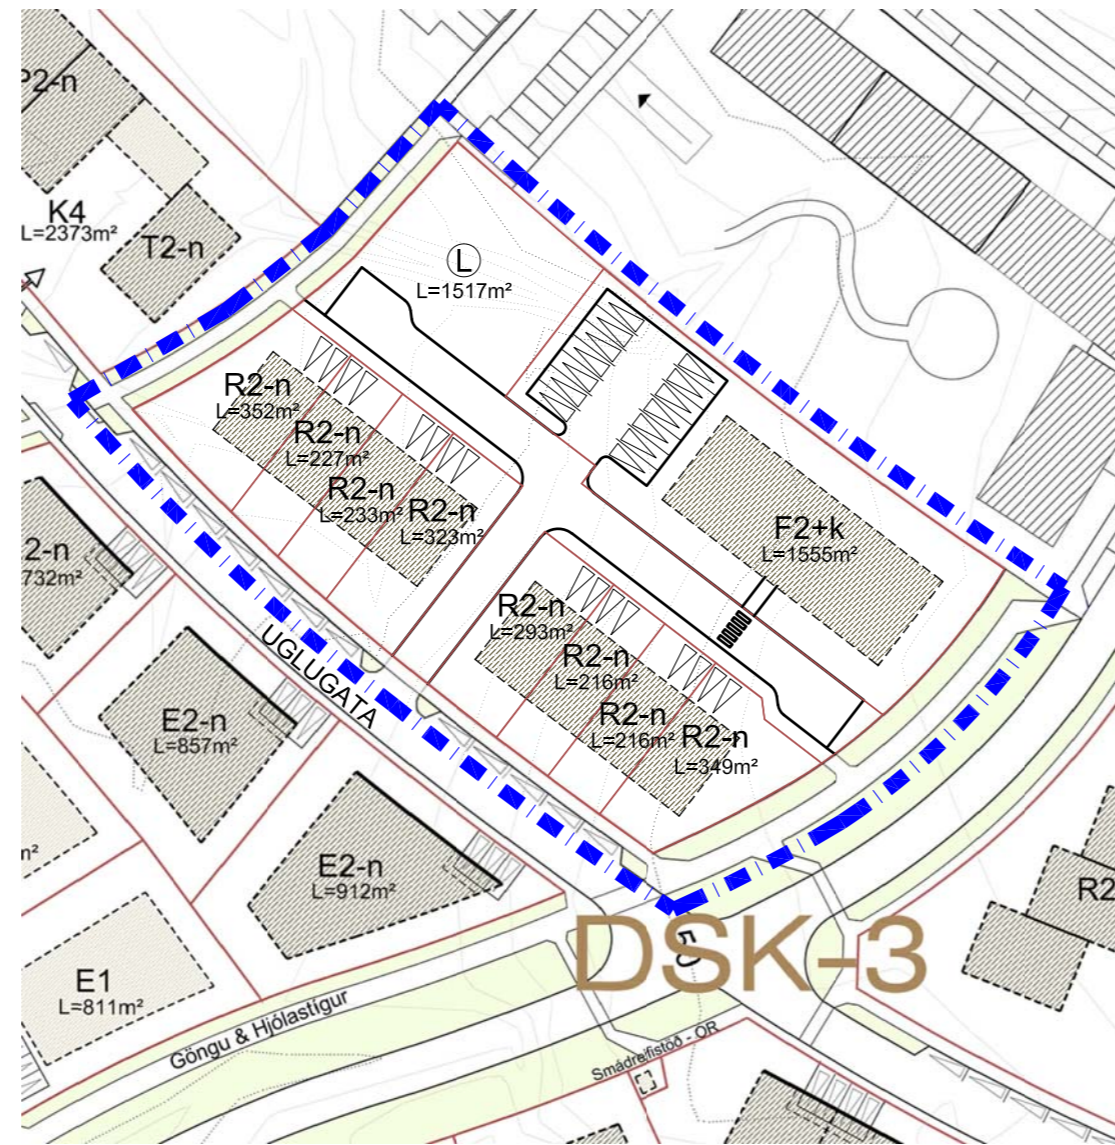 2-n
K4
L=2373m²
T2-n
L
L=1517m²
R2-n
L=352m²
R2-n
L=227m²
R2-n
L=233m²
R2-n
L=323m²
F2+k
L=1555m²
2-n
732m²
R2-n
L=293m²
R2-n
L=216m²
R2-n
L=216m²
R2-n
L=349m²
UGLUGATA
E2-n
L=857m²
E2-n
L=912m²
n²
R2
DSK-3
E1
L=811m²
Göngu & Hjólastígur
Smádreifistöð - OR